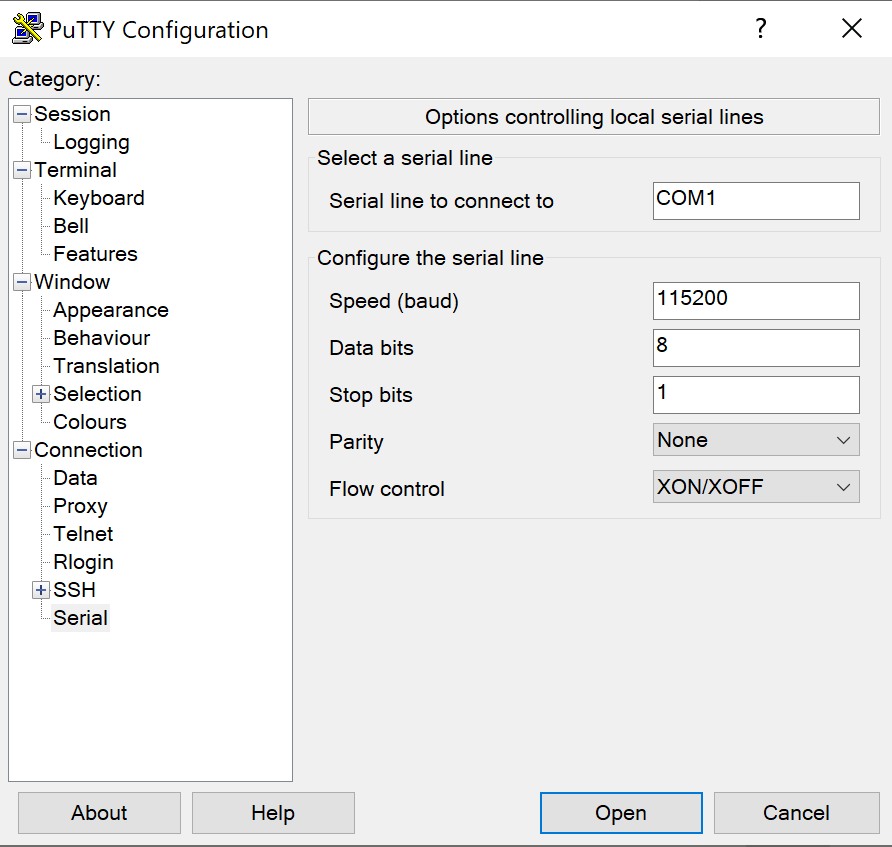 PuTTY Configuration
?
Category:
Session
Logging
Terminal
Keyboard
Bell
Features
Window
Appearance
Behaviour
Translation
Selection
Colours
Connection
Data
Proxy
Telnet
Rlogin
SSH
Serial
Options controlling local serial lines
Select a serial line
Serial line to connect to COM1
Configure the serial line
Speed (baud) 115200
Data bits 8
Stop bits 1
Parity None
Flow control XON/XOFF
About Help Open Cancel